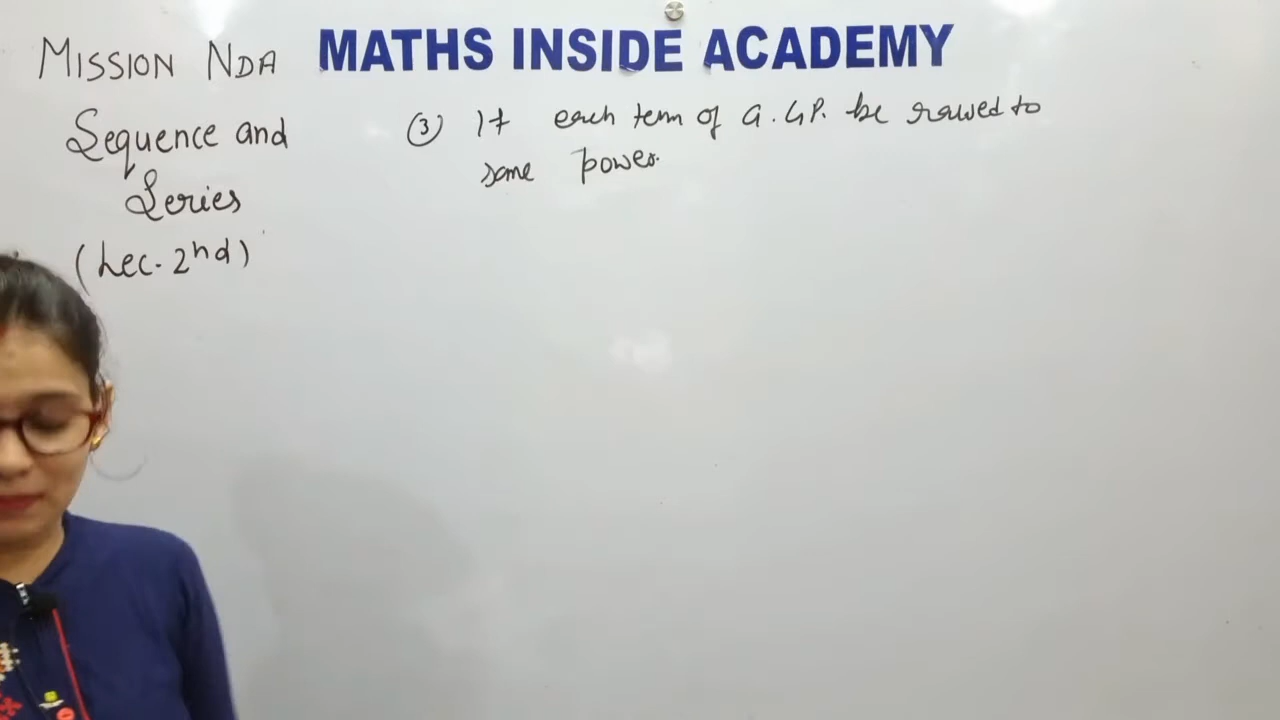 MISSION NDA
MATHS INSIDE ACADEMY
Sequence and
Series
(Lec. 2nd)
(3) If each term of a G.P. be raised to
same power.